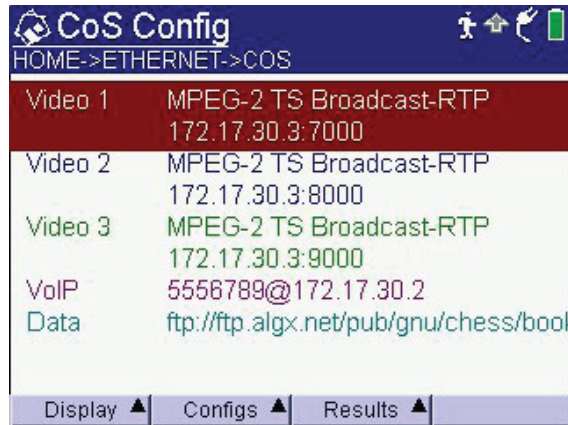 CoS Config
HOME->ETHERNET->COS
Video 1 MPEG-2 TS Broadcast-RTP
172.17.30.3:7000
Video 2 MPEG-2 TS Broadcast-RTP
172.17.30.3:8000
Video 3 MPEG-2 TS Broadcast-RTP
172.17.30.3:9000
VoIP 5556789@172.17.30.2
Data ftp://ftp.algx.net/pub/gnu/chess/bool
Display ▲ Configs ▲ Results ▲